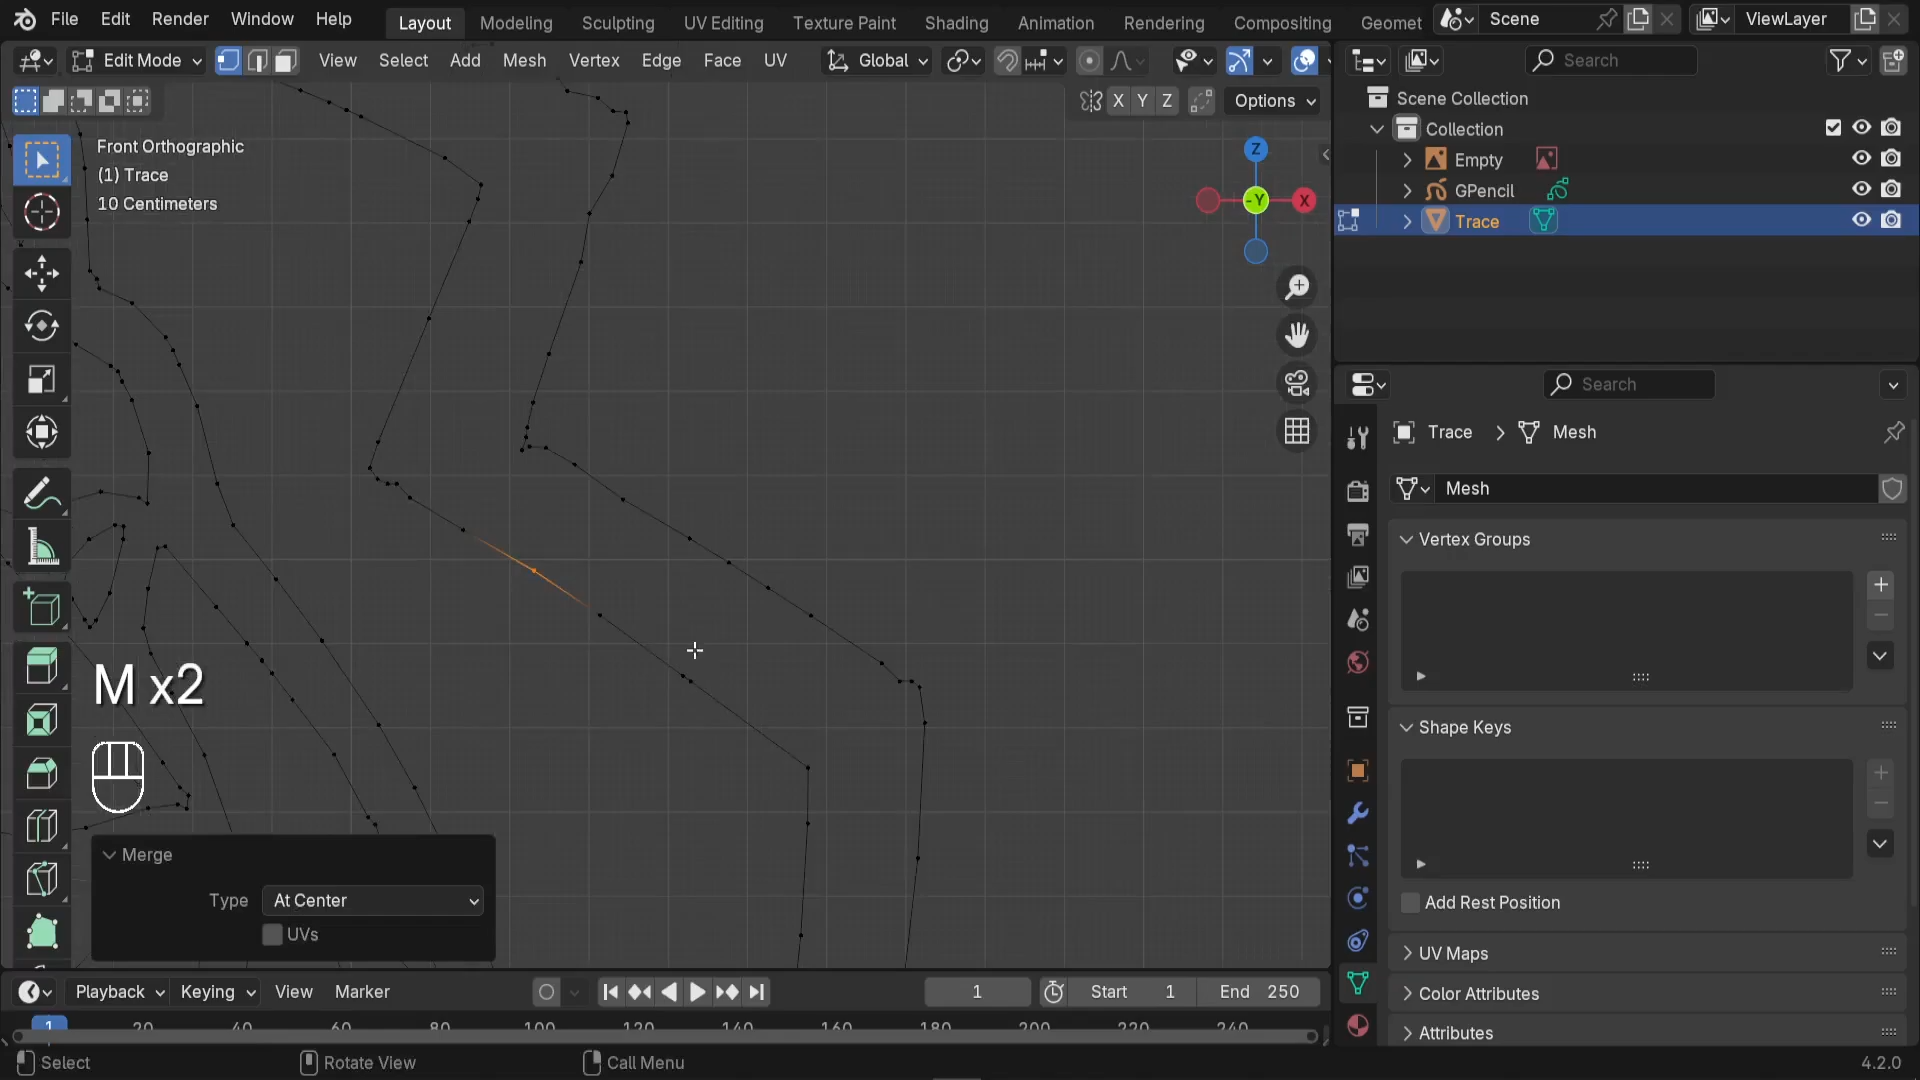 File Edit Render Window Help Layout Modeling Sculpting UV Editing Texture Paint Shading Animation Rendering Compositing Geomet Scene ViewLayer
Edit Mode View Select Add Mesh Vertex Edge Face UV Global Search
X Y Z Options
Scene Collection
Collection
Front Orthographic
(1) Trace
10 Centimeters
Z
-Y X
Empty
GPencil
Trace
Search
Trace Mesh
Mesh
Vertex Groups
Shape Keys
Add Rest Position
UV Maps
Color Attributes
Attributes
M x2
Merge
Type At Center
UVs
Playback Keying View Marker 1 Start 1 End 250
1 20 40 60 80 100 120 140 160 180 200 220 240
Select Rotate View Call Menu 4.2.0